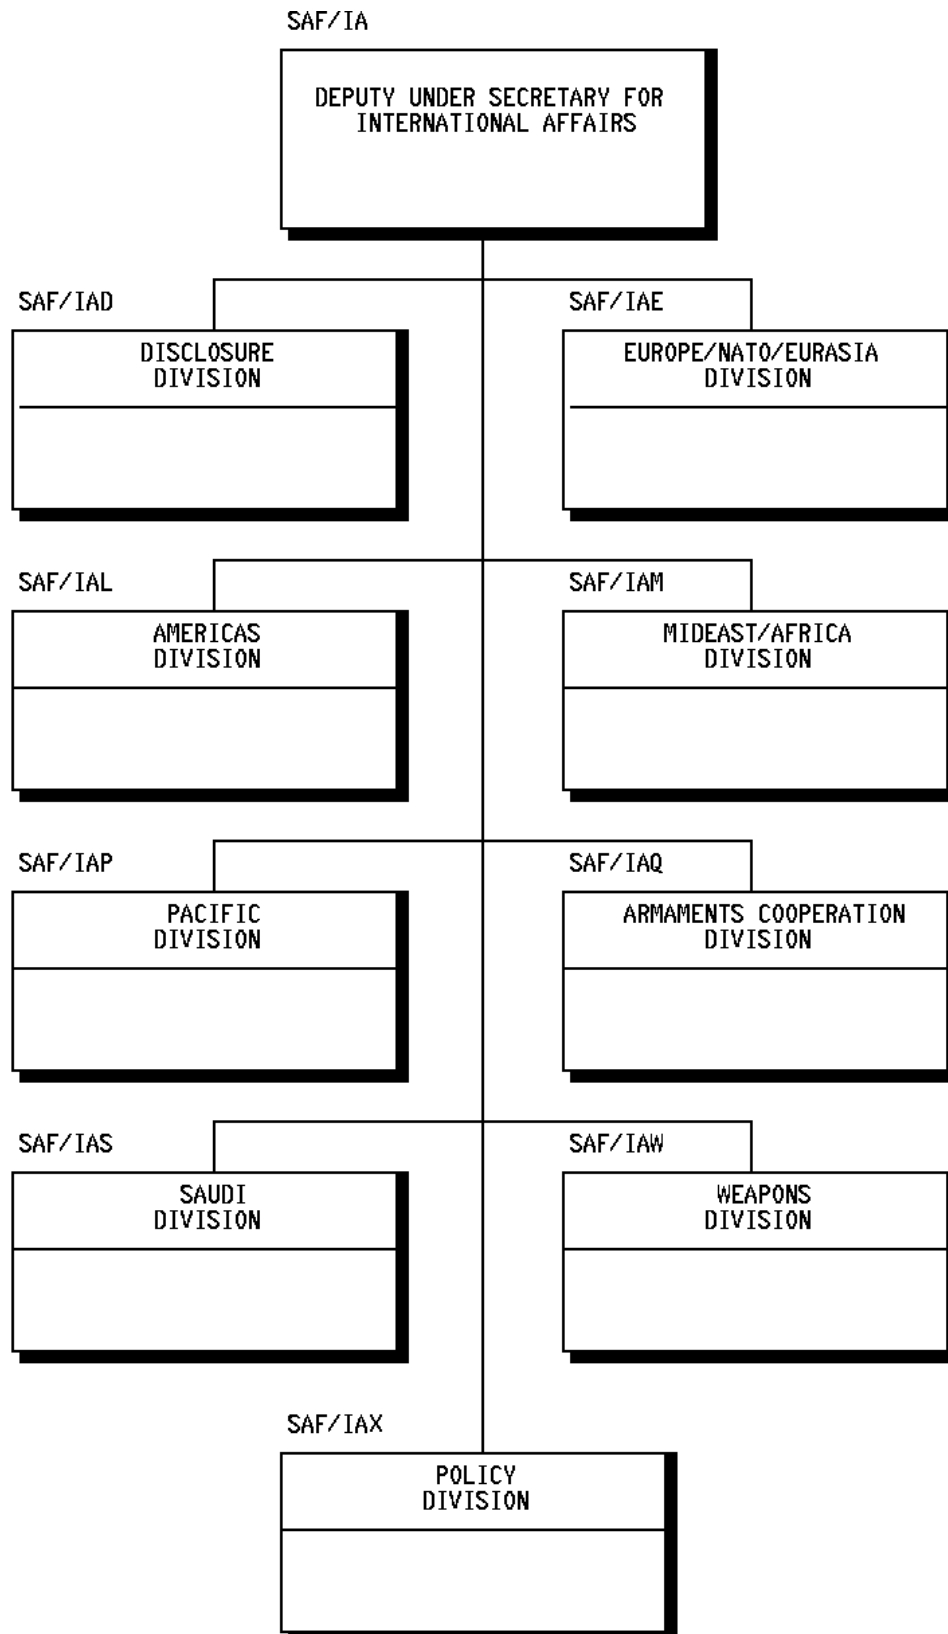 SAF/IA
DEPUTY UNDER SECRETARY FOR
INTERNATIONAL AFFAIRS
SAF/IAD
DISCLOSURE
DIVISION
SAF/IAE
EUROPE/NATO/EURASIA
DIVISION
SAF/IAL
AMERICAS
DIVISION
SAF/IAM
MIDEAST/AFRICA
DIVISION
SAF/IAP
PACIFIC
DIVISION
SAF/IAQ
ARMAMENTS COOPERATION
DIVISION
SAF/IAS
SAUDI
DIVISION
SAF/IAW
WEAPONS
DIVISION
SAF/IAX
POLICY
DIVISION